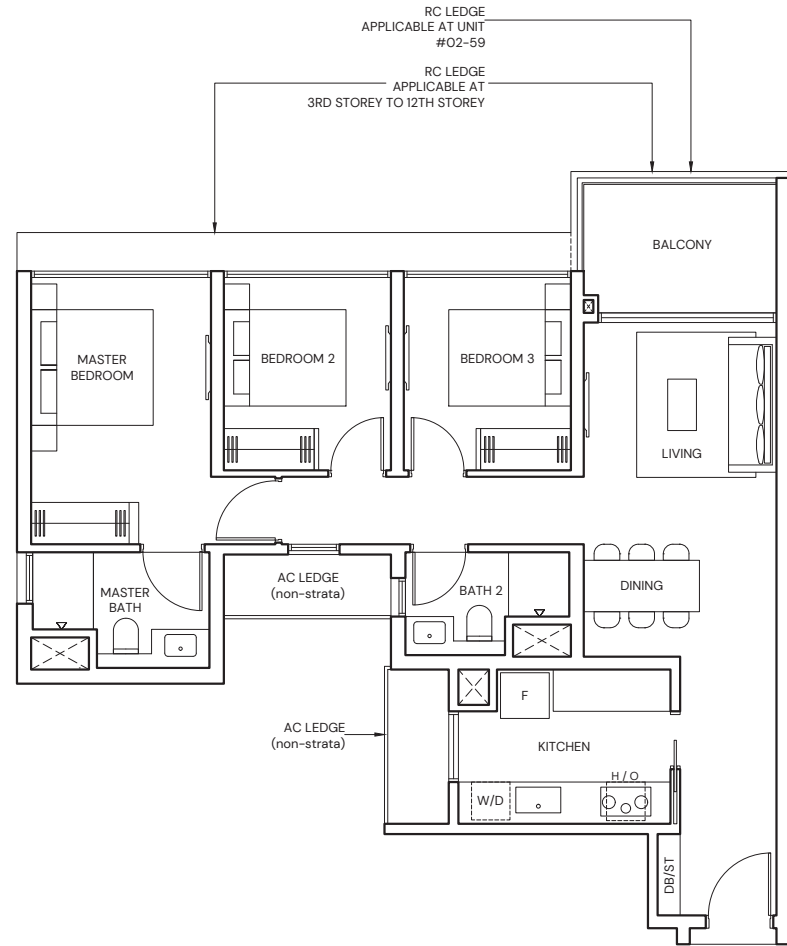 RC LEDGE
APPLICABLE AT UNIT
#02-59
RC LEDGE
APPLICABLE AT
3RD STOREY TO 12TH STOREY
BALCONY
MASTER
BEDROOM
BEDROOM 2
BEDROOM 3
LIVING
MASTER
BATH
AC LEDGE
(non-strata)
BATH 2
DINING
F
AC LEDGE
(non-strata)
KITCHEN
H / O
W/D
DB/ST